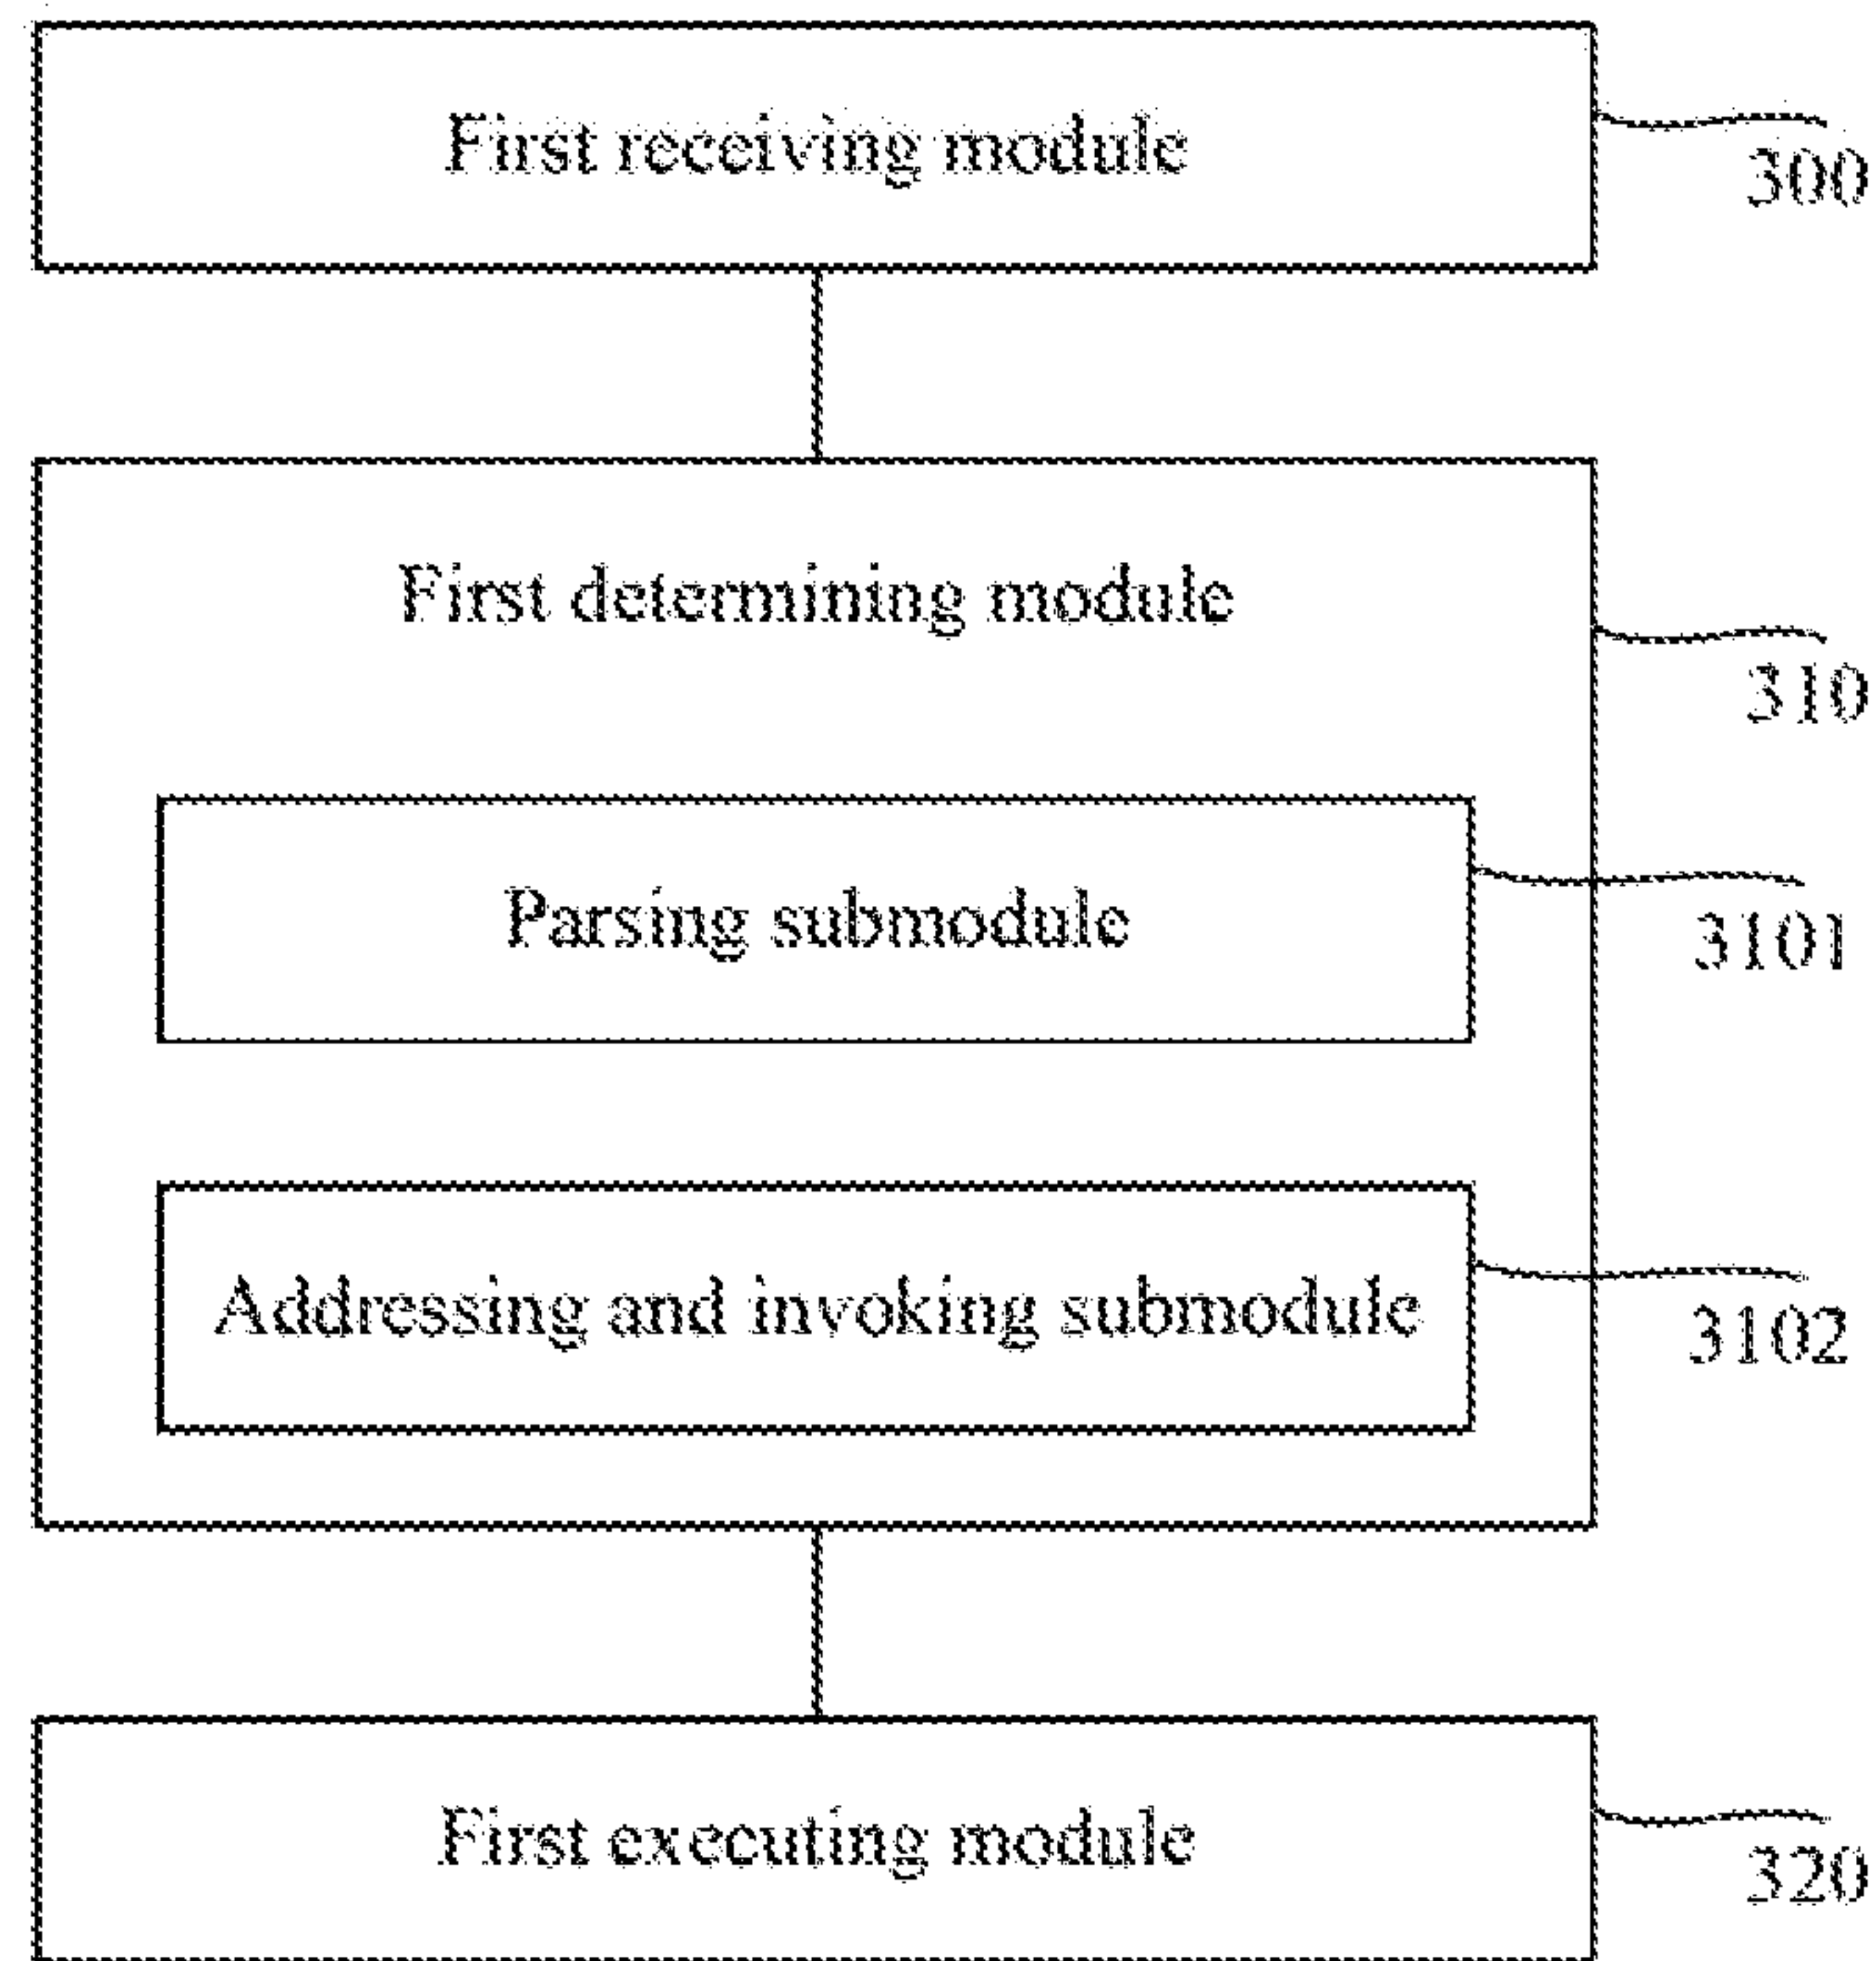 First receiving module
300
First determining module
310
Parsing submodule
3101
Addressing and invoking submodule
3102
First executing module
320